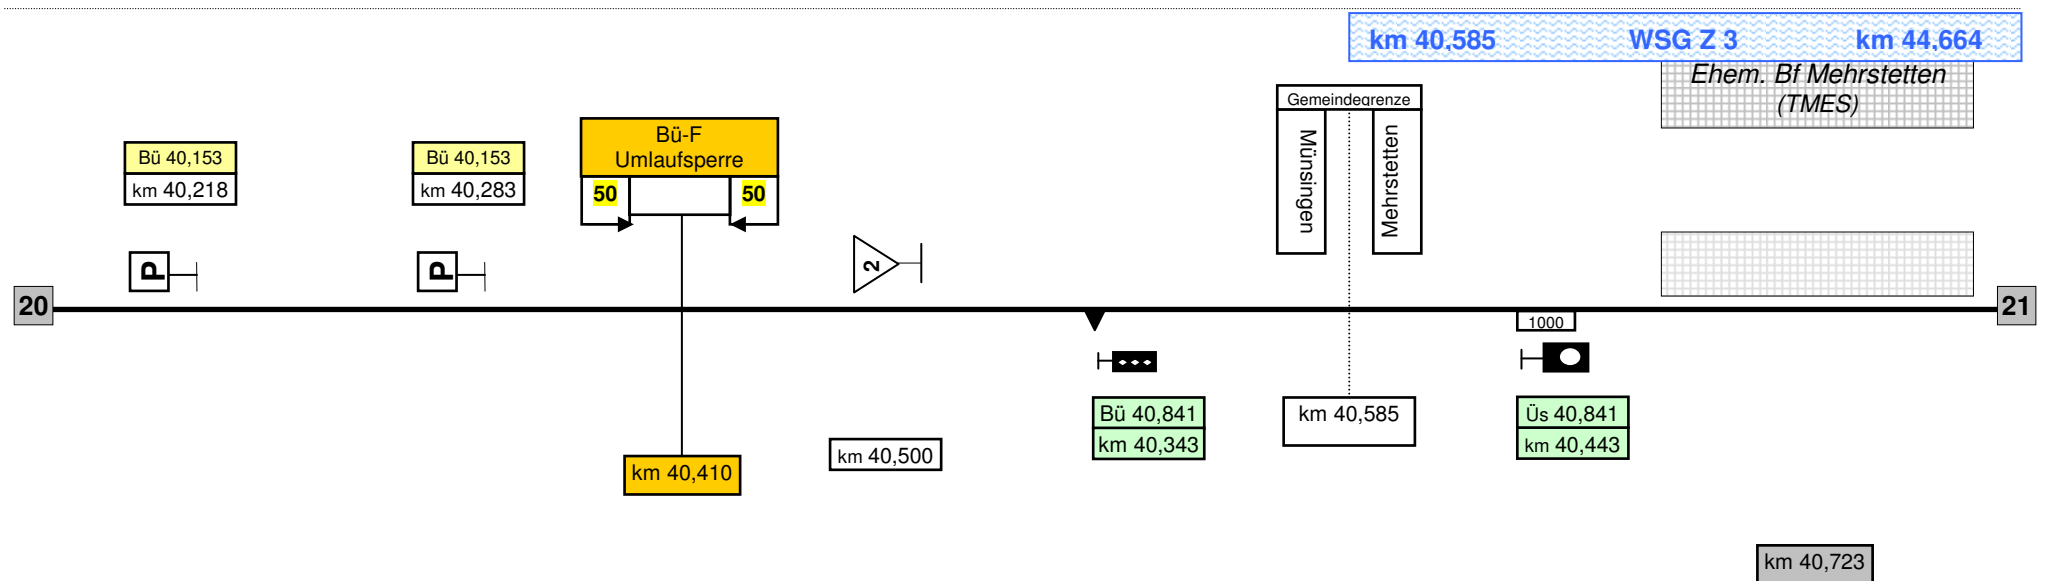 km 40,585 WSG Z 3 km 44,664
Ehem. Bf Mehrstetten
(TMES)
Gemeindegrenze
Münsingen
Mehrstetten
Bü-F
Umlaufsperre
50 50
Bü 40,153
km 40,218
Bü 40,153
km 40,283
P
P
2
20
21
1000
Bü 40,841
km 40,343
km 40,585
Üs 40,841
km 40,443
km 40,500
km 40,410
km 40,723